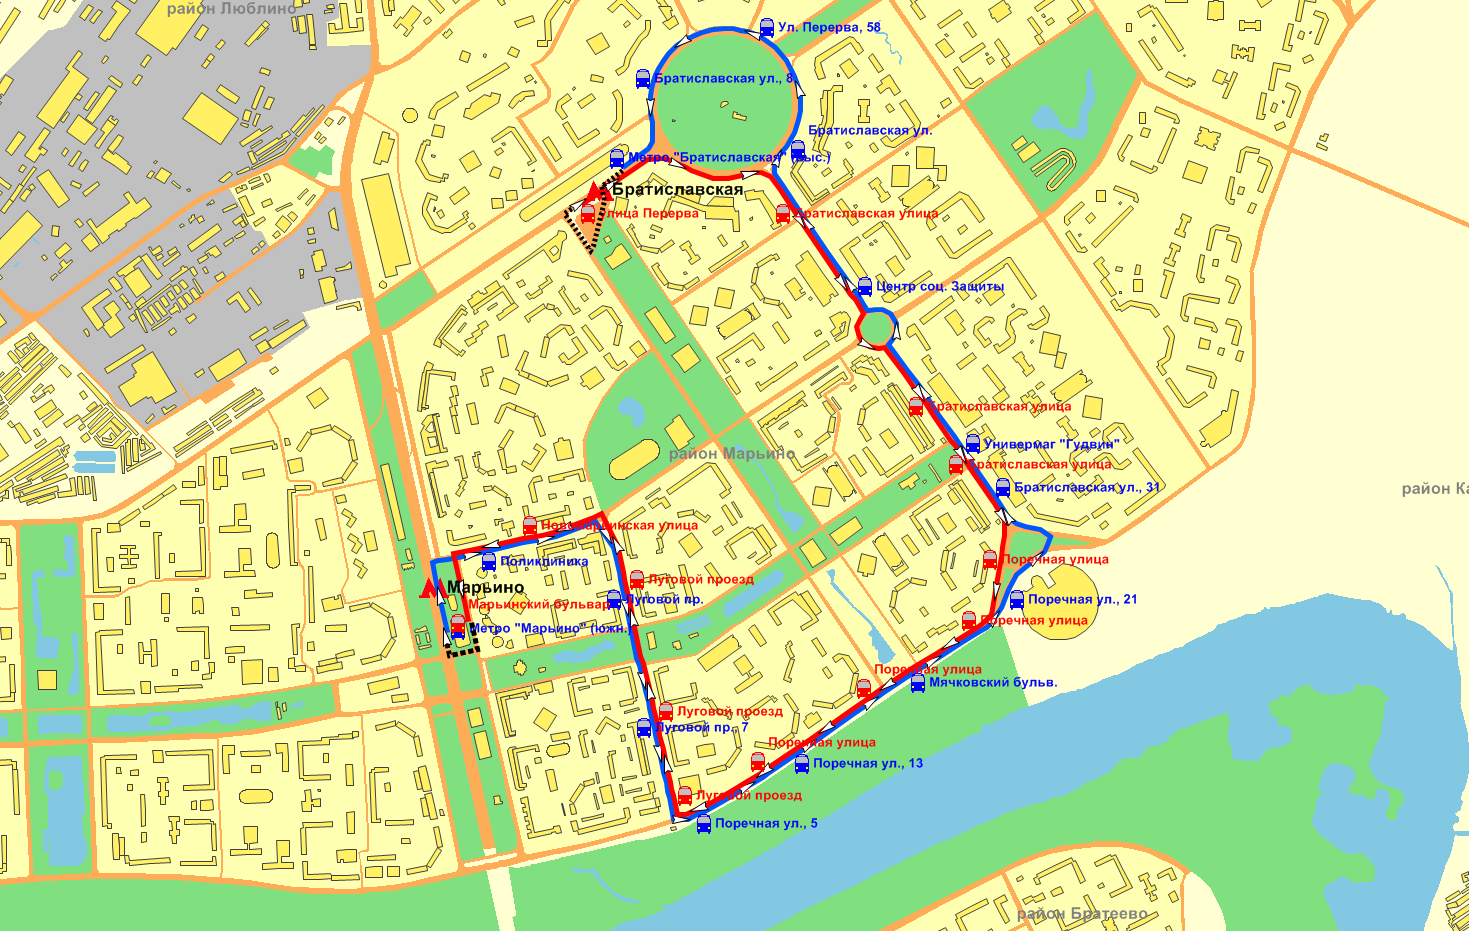 район Люблино
Ул. Перерва, 58
Братиславская ул., 8
Братиславская ул.
Метро "Братиславская" (выс.)
Братиславская
Улица Перерва
Братиславская улица
Центр соц. Защиты
Братиславская улица
Универмаг "Гудвин"
район Марьино
Братиславская улица
Братиславская ул., 31
район Ка
Новомарьинская улица
Поликлиника
Поречная улица
Луговой проезд
Марьино
Луговой пр.
Поречная ул., 21
Марьинский бульвар
Метро "Марьино" (южн.)
Поречная улица
Поречная улица
Мячковский бульв.
Луговой проезд
Луговой пр., 7
Поречная улица
Поречная ул., 13
Луговой проезд
Поречная ул., 5
район Братеево